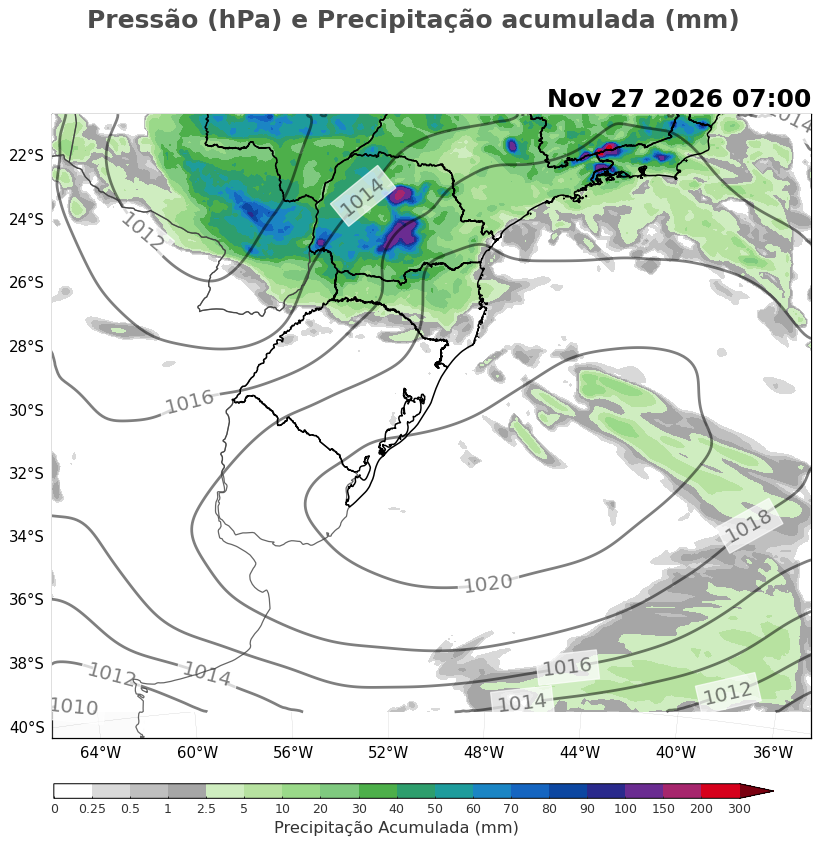 Pressão (hPa) e Precipitação acumulada (mm)
Nov 27 2026 07:00
1014
22°S
24°S
26°S
28°S
30°S
32°S
34°S
36°S
38°S
40°S
1014
1012
1016
1018
1020
1016
1014
1012
1012
1014
1010
64°W 60°W 56°W 52°W 48°W 44°W 40°W 36°W
0 0.25 0.5 1 2.5 5 10 20 30 40 50 60 70 80 90 100 150 200 300
Precipitação Acumulada (mm)